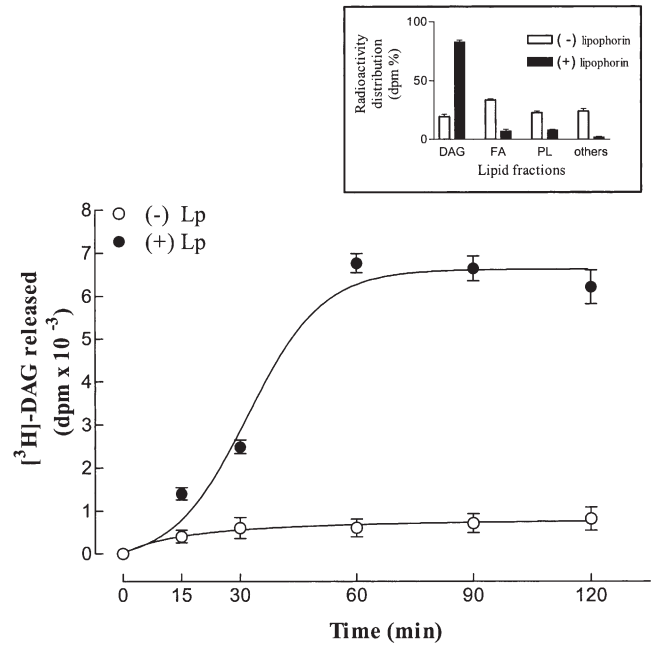 Radioactivity
distribution
(dpm %)
100
50
0
(-) lipophorin
(+) lipophorin
DAG FA PL others
Lipid fractions
(-) Lp
(+) Lp
[³H]-DAG released
(dpm x 10 ⁻³)
8
7
6
5
4
3
2
1
0
0 15 30 60 90 120
Time (min)